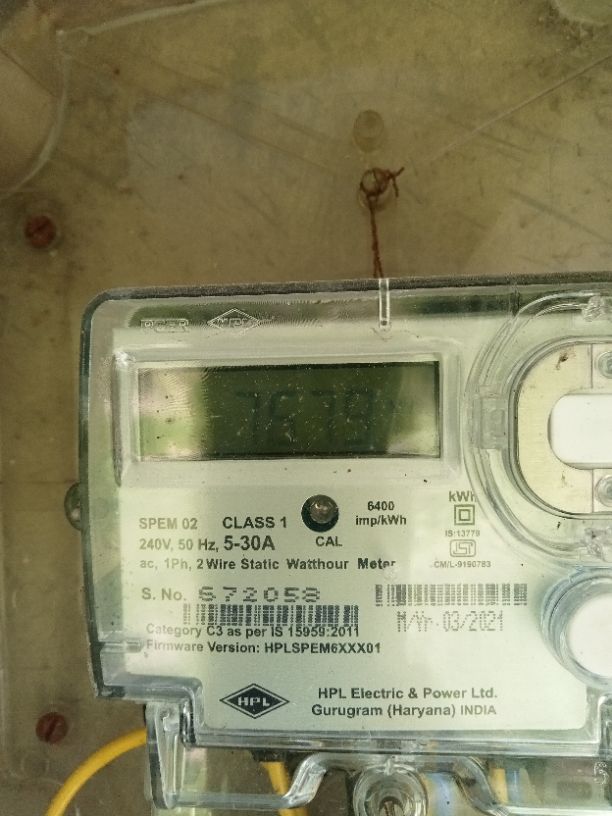 HPL
SPEM 02 CLASS 1
6400
imp/kWh
kWh
240V, 50 Hz, 5-30A
CAL
IS:13779
ac, 1Ph, 2 Wire Static Watthour Meter
CM/L-9190783
S. No. 672058
M/Yr. 03/2021
Category C3 as per IS 15959:2011
Firmware Version: HPLSPEM6XXX01
HPL
HPL Electric & Power Ltd.
Gurugram (Haryana) INDIA